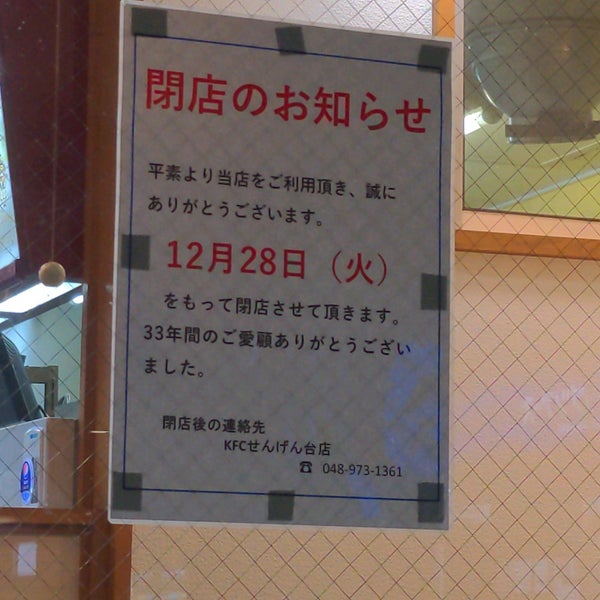 閉店のお知らせ
平素より当店をご利用頂き、誠に
ありがとうございます。
12月28日（火）
をもって閉店させて頂きます。
33年間のご愛顧ありがとうござい
ました。
閉店後の連絡先
KFCせんげん台店
☎ 048-973-1361